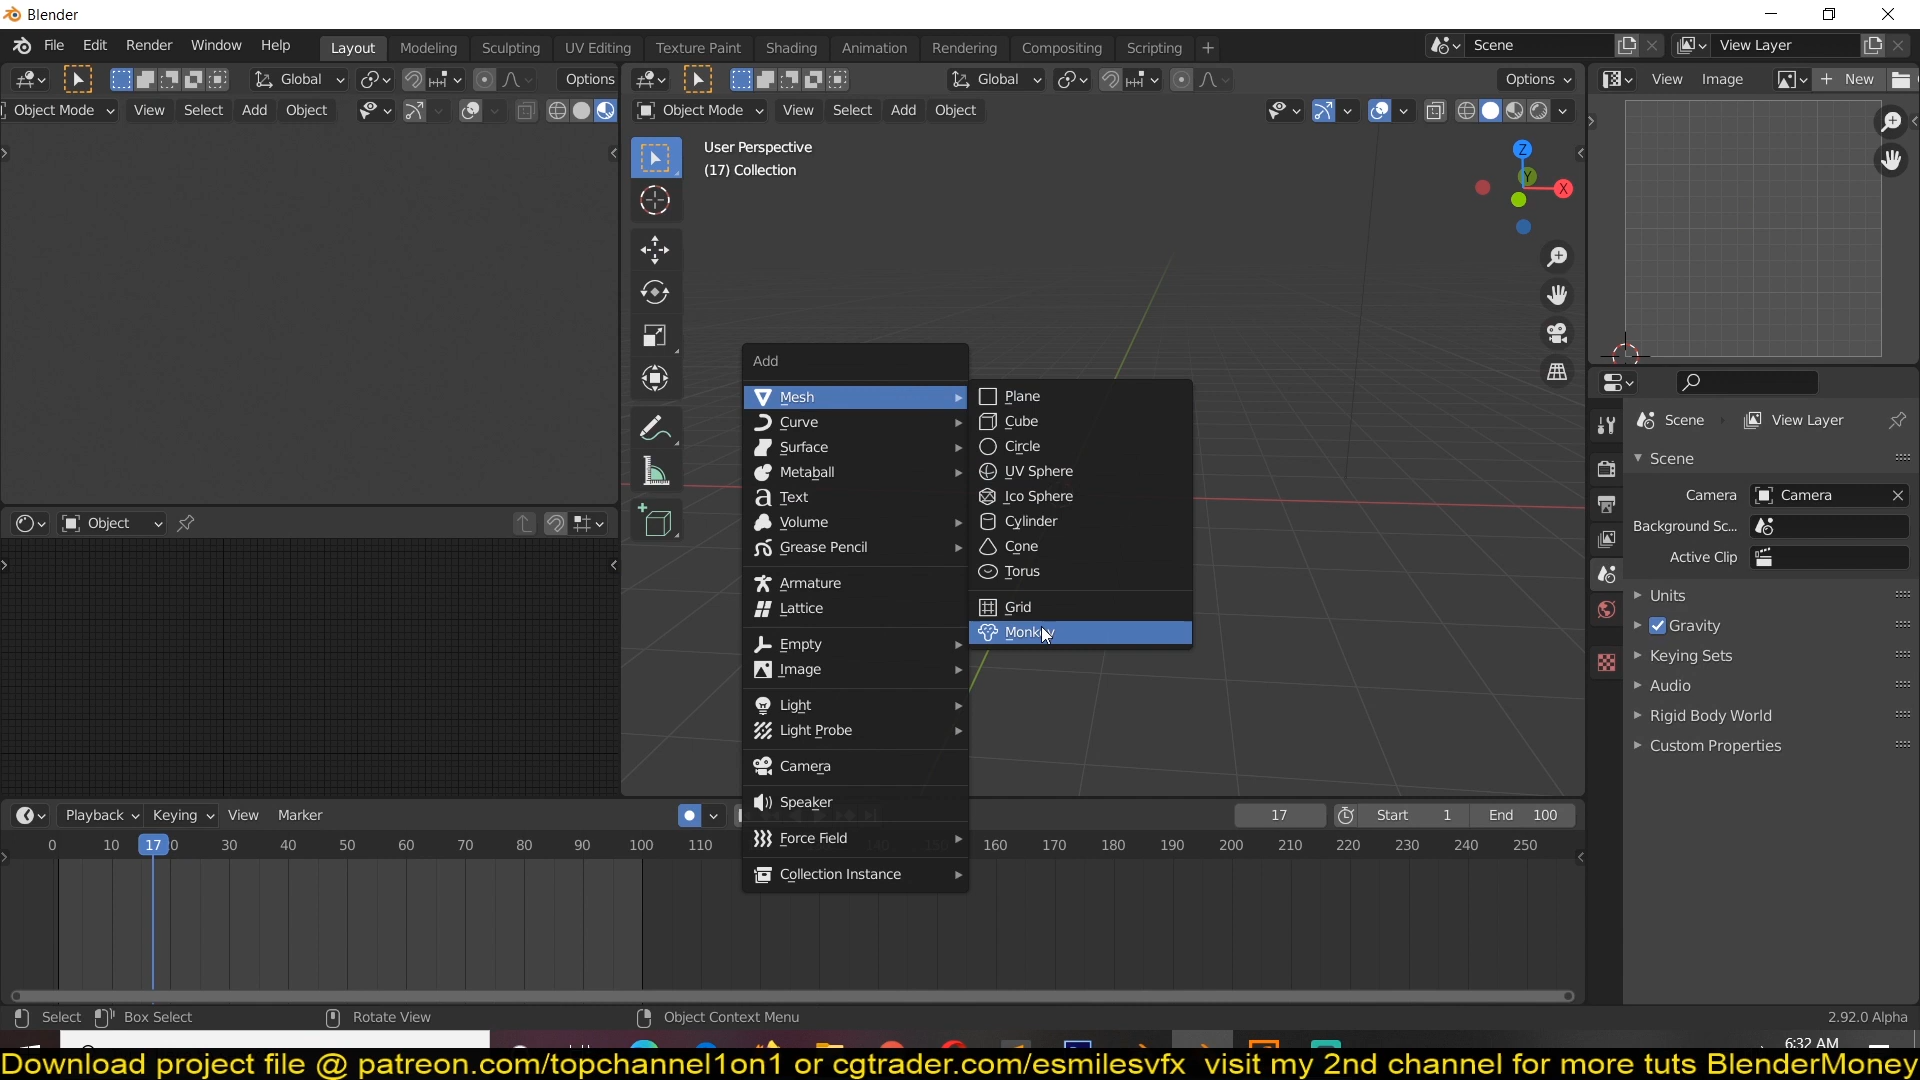 Blender
File Edit Render Window Help Layout Modeling Sculpting UV Editing Texture Paint Shading Animation Rendering Compositing Scripting + Scene View Layer
Global Options Global Options View Image New
Object Mode View Select Add Object Object Mode View Select Add Object
User Perspective
(17) Collection
Z
Y
X
Add
Mesh
Curve
Surface
Metaball
Text
Volume
Grease Pencil
Armature
Lattice
Empty
Image
Light
Light Probe
Camera
Speaker
Force Field
Collection Instance
Plane
Cube
Circle
UV Sphere
Ico Sphere
Cylinder
Cone
Torus
Grid
Monkey
Object
Scene View Layer
Scene
Camera Camera
Background Sc...
Active Clip
Units
Gravity
Keying Sets
Audio
Rigid Body World
Custom Properties
Playback Keying View Marker 17 Start 1 End 100
0 10 17 30 40 50 60 70 80 90 100 110 160 170 180 190 200 210 220 230 240 250
Select Box Select Rotate View Object Context Menu 2.92.0 Alpha
6:32 AM
Download project file @ patreon.com/topchannel1on1 or cgtrader.com/esmilesvfx visit my 2nd channel for more tuts BlenderMoney